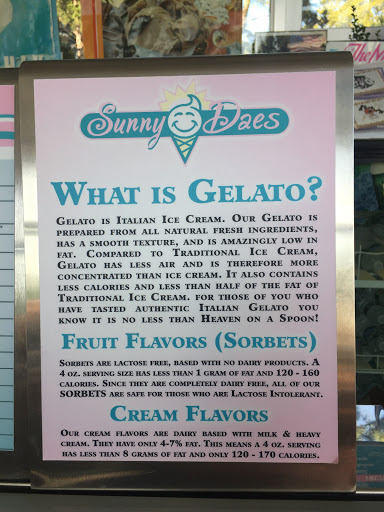 The N
Sunny Daes
WHAT IS GELATO?
GELATO IS ITALIAN ICE CREAM. OUR GELATO IS
PREPARED FROM ALL NATURAL FRESH INGREDIENTS,
HAS A SMOOTH TEXTURE, AND IS AMAZINGLY LOW IN
FAT. COMPARED TO TRADITIONAL ICE CREAM,
GELATO HAS LESS AIR AND IS THEREFORE MORE
CONCENTRATED THAN ICE CREAM. IT ALSO CONTAINS
LESS CALORIES AND LESS THAN HALF OF THE FAT OF
TRADITIONAL ICE CREAM. FOR THOSE OF YOU WHO
HAVE TASTED AUTHENTIC ITALIAN GELATO YOU
KNOW IT IS NO LESS THAN HEAVEN ON A SPOON!
FRUIT FLAVORS (SORBETS)
SORBETS ARE LACTOSE FREE, BASED WITH NO DAIRY PRODUCTS. A
4 OZ. SERVING SIZE HAS LESS THAN 1 GRAM OF FAT AND 120 - 160
CALORIES. SINCE THEY ARE COMPLETELY DAIRY FREE, ALL OF OUR
SORBETS ARE SAFE FOR THOSE WHO ARE LACTOSE INTOLERANT.
CREAM FLAVORS
OUR CREAM FLAVORS ARE DAIRY BASED WITH MILK & HEAVY
CREAM. THEY HAVE ONLY 4-7% FAT. THIS MEANS A 4 OZ. SERVING
HAS LESS THAN 8 GRAMS OF FAT AND ONLY 120 - 170 CALORIES.